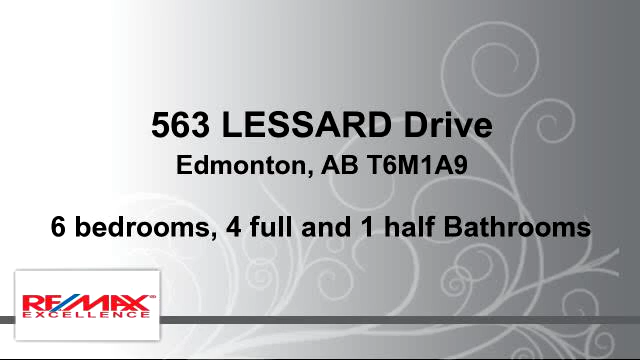 563 LESSARD Drive
Edmonton, AB T6M1A9
6 bedrooms, 4 full and 1 half Bathrooms
RE/MAX
EXCELLENCE